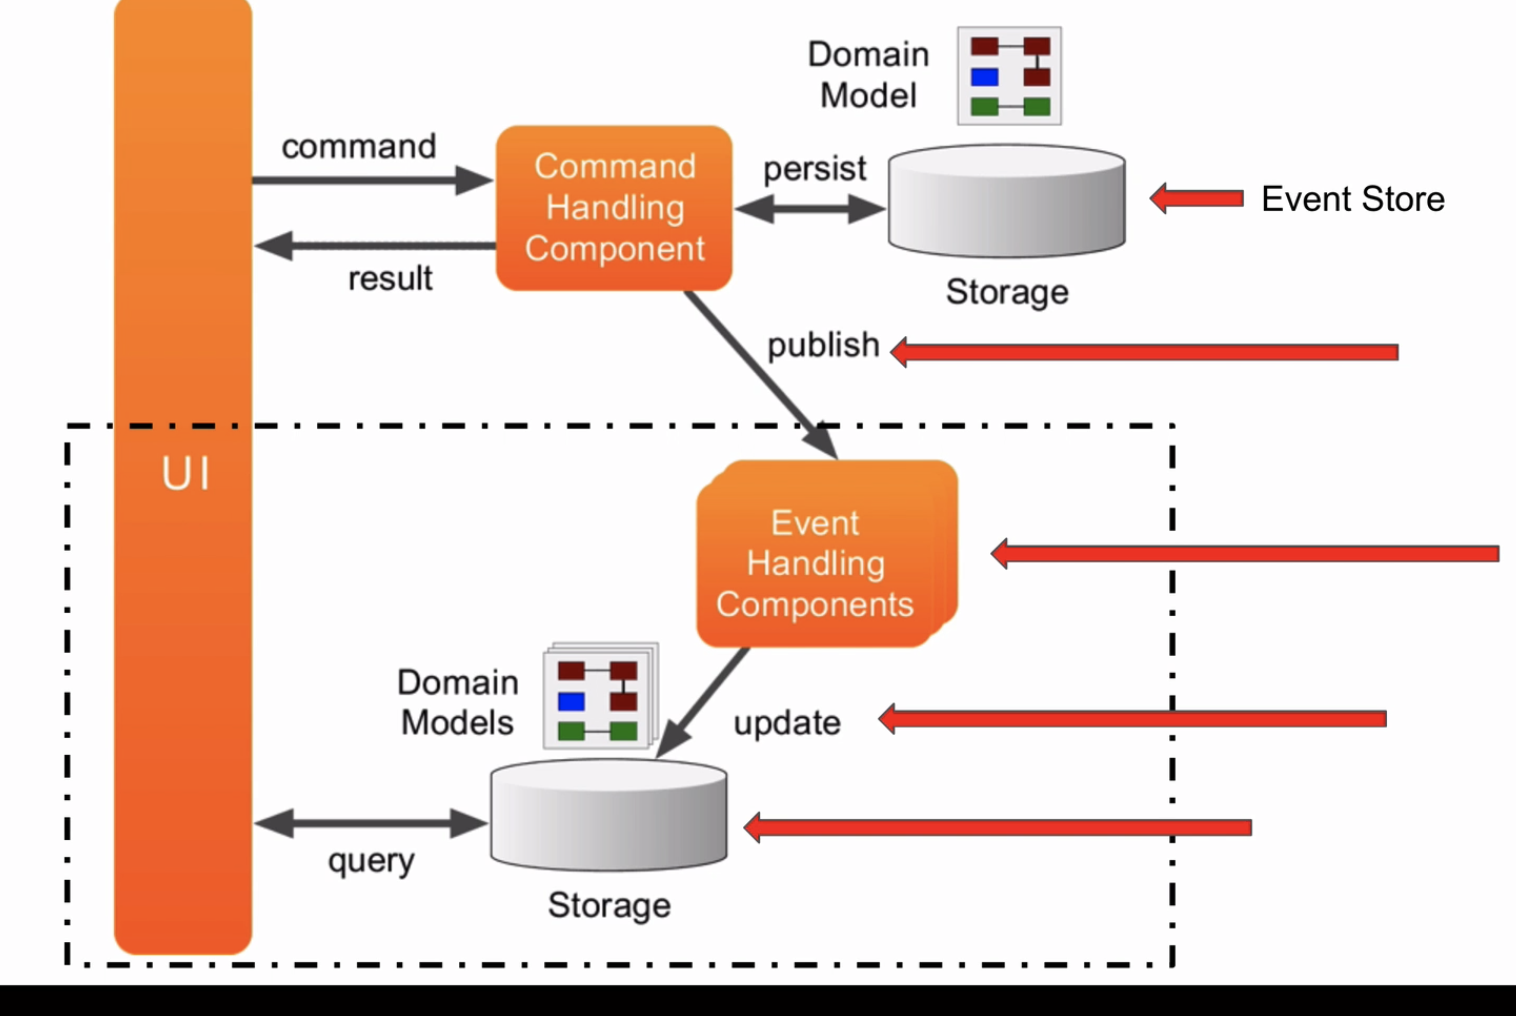 Domain
Model
command
Command
Handling
Component
persist
Event Store
result
Storage
publish
UI
Event
Handling
Components
Domain
Models
update
query
Storage